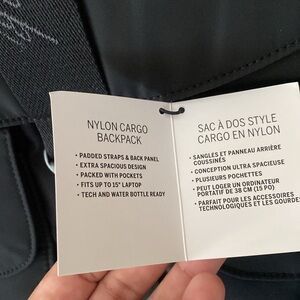 NYLON CARGO
BACKPACK
• PADDED STRAPS & BACK PANEL
• EXTRA SPACIOUS DESIGN
• PACKED WITH POCKETS
• FITS UP TO 15" LAPTOP
• TECH AND WATER BOTTLE READY
SAC À DOS STYLE
CARGO EN NYLON
• SANGLES ET PANNEAU ARRIÈRE
COUSSINÉS
• CONCEPTION ULTRA SPACIEUSE
• PLUSIEURS POCHETTES
• PEUT LOGER UN ORDINATEUR
PORTATIF DE 38 CM (15 PO)
• PARFAIT POUR LES ACCESSOIRES
TECHNOLOGIQUES ET LES GOURDES